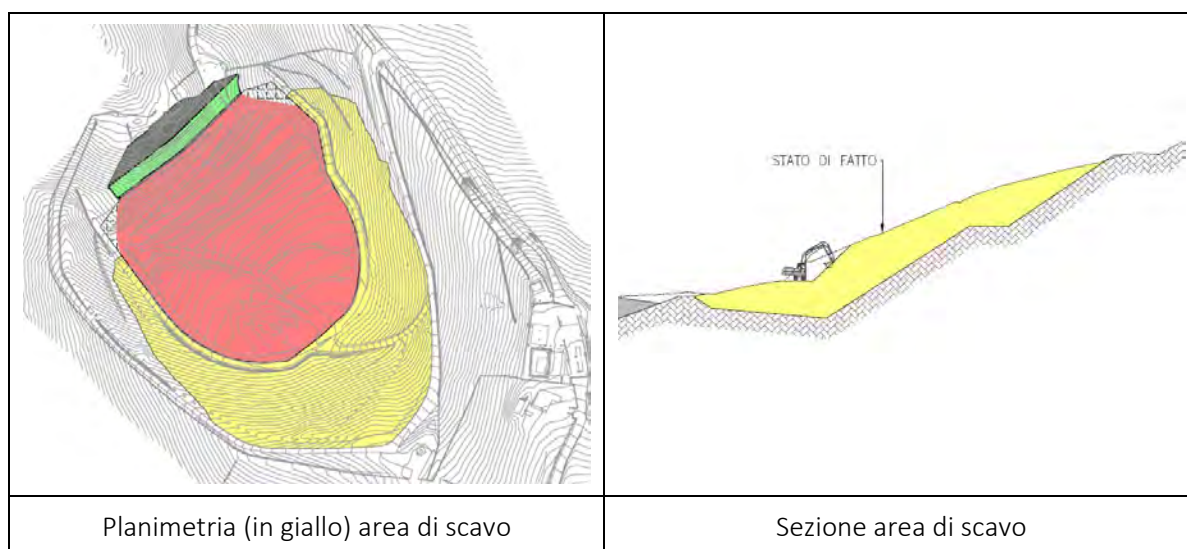 STATO DI FATTO
Planimetria (in giallo) area di scavo
Sezione area di scavo